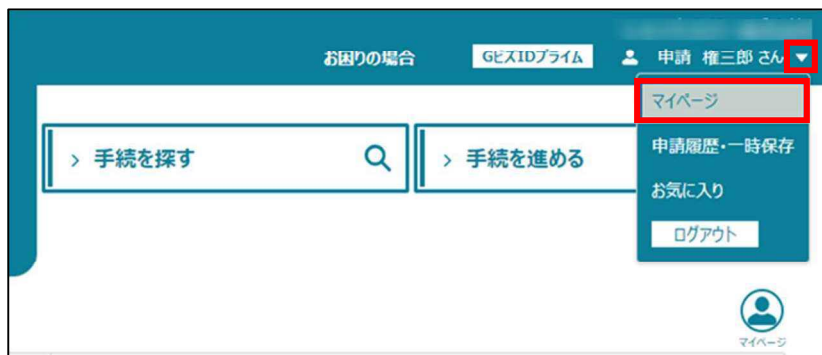 お困りの場合 GビズIDプライム 申請 権三郎 さん ▼
マイページ
> 手続を探す > 手続を進める
申請履歴・一時保存
お気に入り
ログアウト
マイページ